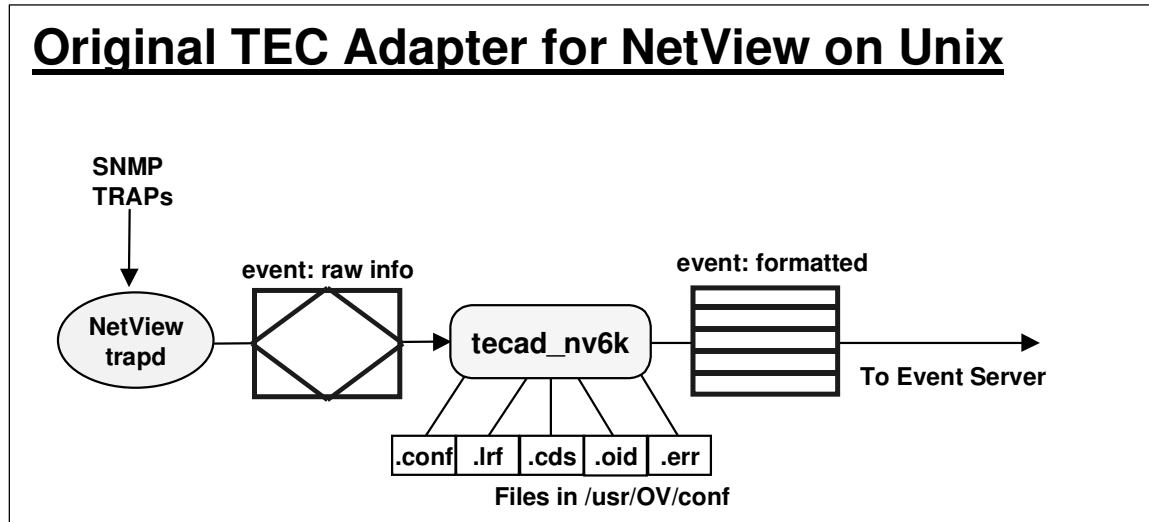 Original TEC Adapter for NetView on Unix
SNMP
TRAPs
event: raw info
event: formatted
NetView
trapd
tecad_nv6k
To Event Server
.conf
.lrf
.cds
.oid
.err
Files in /usr/OV/conf